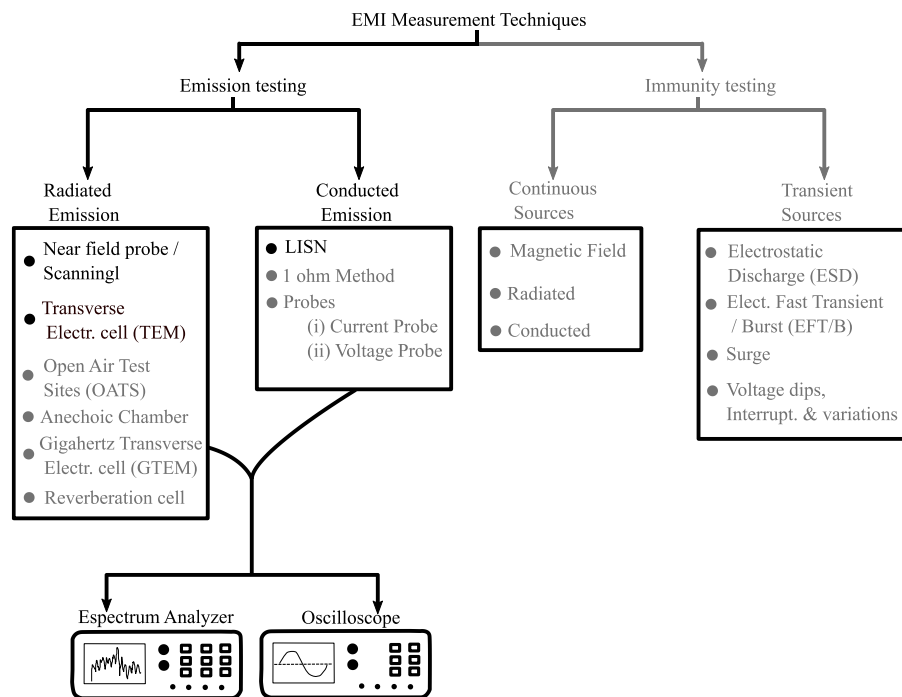 EMI Measurement Techniques
Emission testing
Immunity testing
Radiated
Emission
Conducted
Emission
Continuous
Sources
Transient
Sources
Near field probe /
Scanningl
Transverse
Electr. cell (TEM)
Open Air Test
Sites (OATS)
Anechoic Chamber
Gigahertz Transverse
Electr. cell (GTEM)
Reverberation cell
LISN
1 ohm Method
Probes
(i) Current Probe
(ii) Voltage Probe
Magnetic Field
Radiated
Conducted
Electrostatic
Discharge (ESD)
Elect. Fast Transient
/ Burst (EFT/B)
Surge
Voltage dips,
Interrupt. & variations
Espectrum Analyzer
Oscilloscope